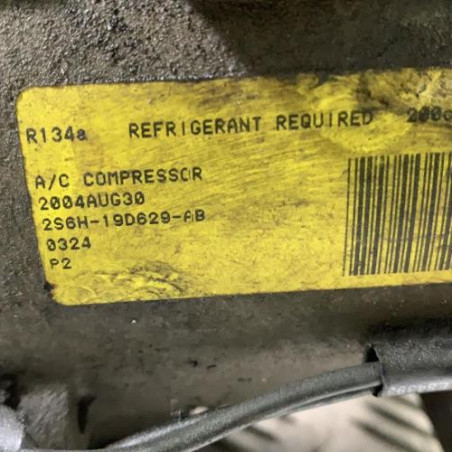 R134a REFRIGERANT REQUIRED
A/C COMPRESSOR
2004AUG30
2S6H-19D629-AB
0324
P2